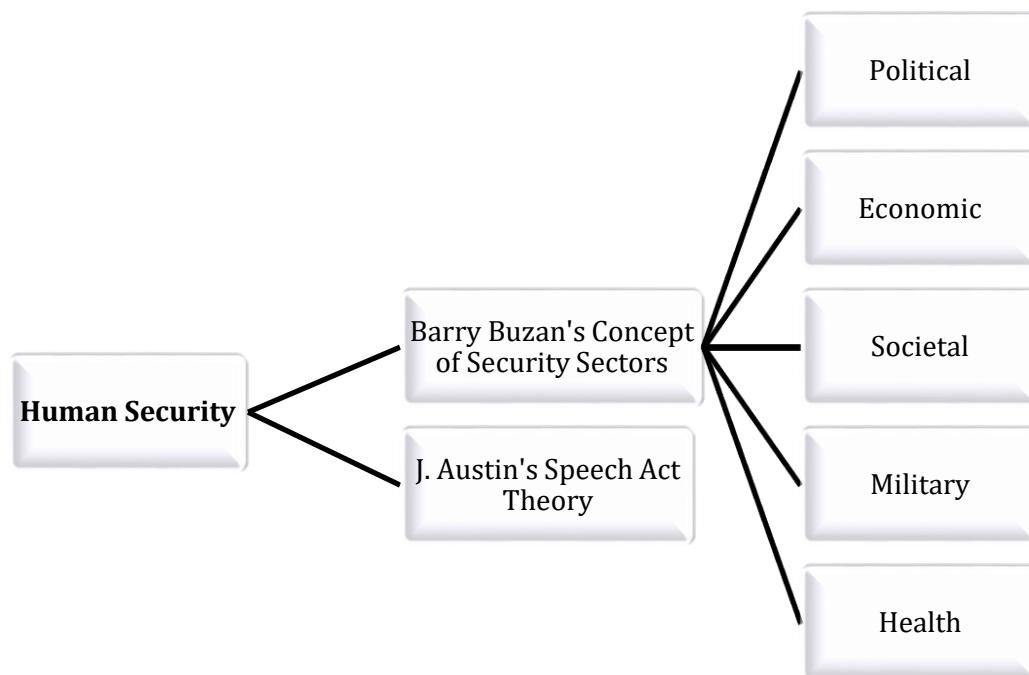 Human Security
Barry Buzan's Concept
of Security Sectors
J. Austin's Speech Act
Theory
Political
Economic
Societal
Military
Health